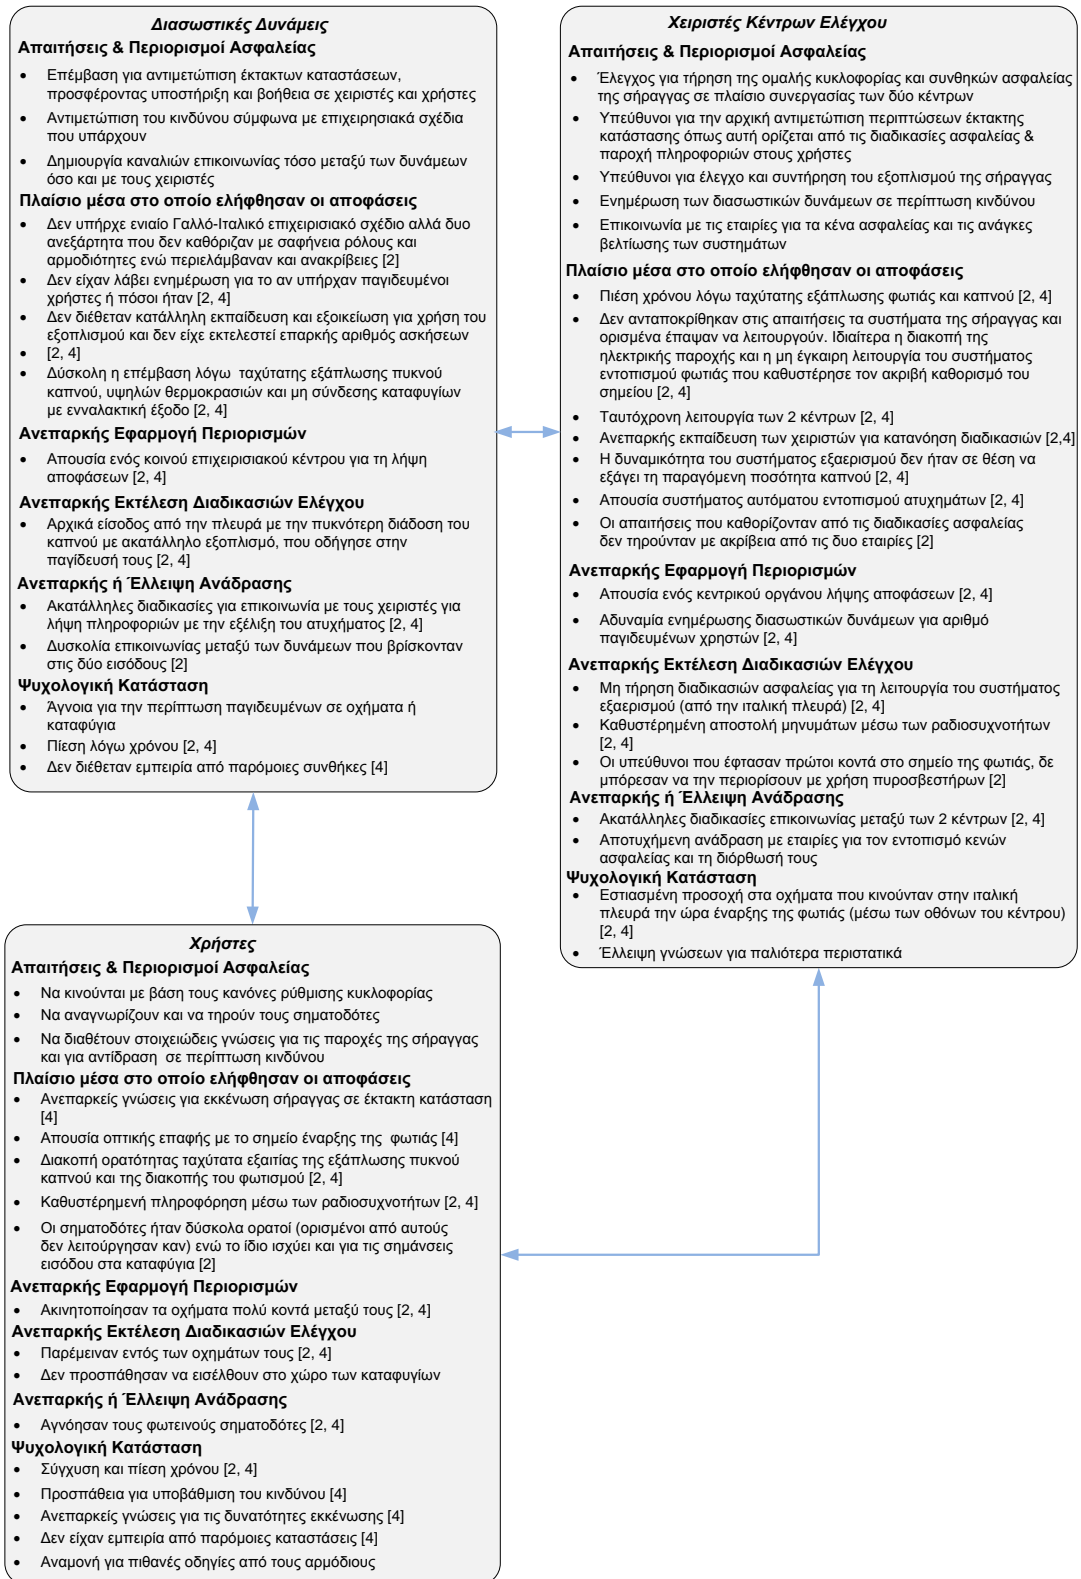 Διασωστικές Δυνάμεις
Απαιτήσεις & Περιορισμοί Ασφαλείας
• Επέμβαση για αντιμετώπιση έκτακτων καταστάσεων,
προσφέροντας υποστήριξη και βοήθεια σε χειριστές και χρήστες
• Αντιμετώπιση του κινδύνου σύμφωνα με επιχειρησιακά σχέδια
που υπάρχουν
• Δημιουργία καναλιών επικοινωνίας τόσο μεταξύ των δυνάμεων
όσο και με τους χειριστές
Πλαίσιο μέσα στο οποίο ελήφθησαν οι αποφάσεις
• Δεν υπήρχε ενιαίο Γαλλό-Ιταλικό επιχειρισιακό σχέδιο αλλά δυο
ανεξάρτητα που δεν καθόριζαν με σαφήνεια ρόλους και
αρμοδιότητες ενώ περιελάμβαναν και ανακρίβειες [2]
• Δεν είχαν λάβει ενημέρωση για το αν υπήρχαν παγιδευμένοι
χρήστες ή πόσοι ήταν [2, 4]
• Δεν διέθεταν κατάλληλη εκπαίδευση και εξοικείωση για χρήση του
εξοπλισμού και δεν είχε εκτελεστεί επαρκής αριθμός ασκήσεων
• [2, 4]
• Δύσκολη η επέμβαση λόγω ταχύτατης εξάπλωσης πυκνού
καπνού, υψηλών θερμοκρασιών και μη σύνδεσης καταφυγίων
με ενναλακτική έξοδο [2, 4]
Ανεπαρκής Εφαρμογή Περιορισμών
• Απουσία ενός κοινού επιχειρισιακού κέντρου για τη λήψη
αποφάσεων [2, 4]
Ανεπαρκής Εκτέλεση Διαδικασιών Ελέγχου
• Αρχικά είσοδος από την πλευρά με την πυκνότερη διάδοση του
καπνού με ακατάλληλο εξοπλισμό, που οδήγησε στην
παγίδευσή τους [2, 4]
Ανεπαρκής ή Έλλειψη Ανάδρασης
• Ακατάλληλες διαδικασίες για επικοινωνία με τους χειριστές για
λήψη πληροφοριών με την εξέλιξη του ατυχήματος [2, 4]
• Δυσκολία επικοινωνίας μεταξύ των δυνάμεων που βρίσκονταν
στις δύο εισόδους [2]
Ψυχολογική Κατάσταση
• Άγνοια για την περίπτωση παγιδευμένων σε οχήματα ή
καταφύγια
• Πίεση λόγω χρόνου [2, 4]
• Δεν διέθεταν εμπειρία από παρόμοιες συνθήκες [4]
Χειριστές Κέντρων Ελέγχου
Απαιτήσεις & Περιορισμοί Ασφαλείας
• Έλεγχος για τήρηση της ομαλής κυκλοφορίας και συνθηκών ασφαλείας
της σήραγγας σε πλαίσιο συνεργασίας των δύο κέντρων
• Υπεύθυνοι για την αρχική αντιμετώπιση περιπτώσεων έκτακτης
κατάστασης όπως αυτή ορίζεται από τις διαδικασίες ασφαλείας &
παροχή πληροφοριών στους χρήστες
• Υπεύθυνοι για έλεγχο και συντήρηση του εξοπλισμού της σήραγγας
• Ενημέρωση των διασωστικών δυνάμεων σε περίπτωση κινδύνου
• Επικοινωνία με τις εταιρίες για τα κένα ασφαλείας και τις ανάγκες
βελτίωσης των συστημάτων
Πλαίσιο μέσα στο οποίο ελήφθησαν οι αποφάσεις
• Πιέση χρόνου λόγω ταχύτατης εξάπλωσης φωτιάς και καπνού [2, 4]
• Δεν ανταποκρίθηκαν στις απαιτήσεις τα συστήματα της σήραγγας και
ορισμένα έπαψαν να λειτουργούν. Ιδιαίτερα η διακοπή της
ηλεκτρικής παροχής και η μη έγκαιρη λειτουργία του συστήματος
εντοπισμού φωτιάς που καθυστέρησε τον ακριβή καθορισμό του
σημείου [2, 4]
• Ταυτόχρονη λειτουργία των 2 κέντρων [2, 4]
• Ανεπαρκής εκπαίδευση των χειριστών για κατανόηση διαδικασιών [2,4]
• Η δυναμικότητα του συστήματος εξαερισμού δεν ήταν σε θέση να
εξάγει τη παραγόμενη ποσότητα καπνού [2, 4]
• Απουσία συστήματος αυτόματου εντοπισμού ατυχημάτων [2, 4]
• Οι απαιτήσεις που καθορίζονταν από τις διαδικασίες ασφαλείας
δεν τηρούνταν με ακρίβεια από τις δυο εταιρίες [2]
Ανεπαρκής Εφαρμογή Περιορισμών
• Απουσία ενός κεντρικού οργάνου λήψης αποφάσεων [2, 4]
• Αδυναμία ενημέρωσης διασωστικών δυνάμεων για αριθμό
παγιδευμένων χρηστών [2, 4]
Ανεπαρκής Εκτέλεση Διαδικασιών Ελέγχου
• Μη τήρηση διαδικασιών ασφαλείας για τη λειτουργία του συστήματος
εξαερισμού (από την ιταλική πλευρά) [2, 4]
• Καθυστέρημένη αποστολή μηνυμάτων μέσω των ραδιοσυχνοτήτων
[2, 4]
• Οι υπεύθυνοι που έφτασαν πρώτοι κοντά στο σημείο της φωτιάς, δε
μπόρεσαν να την περιορίσουν με χρήση πυροσβεστήρων [2]
Ανεπαρκής ή Έλλειψη Ανάδρασης
• Ακατάλληλες διαδικασίες επικοινωνίας μεταξύ των 2 κέντρων [2, 4]
• Αποτυχήμενη ανάδραση με εταιρίες για τον εντοπισμό κενών
ασφαλείας και τη διόρθωσή τους
Ψυχολογική Κατάσταση
• Εστιασμένη προσοχή στα οχήματα που κινούνταν στην ιταλική
πλευρά την ώρα έναρξης της φωτιάς (μέσω των οθόνων του κέντρου)
[2, 4]
• Έλλειψη γνώσεων για παλιότερα περιστατικά
Χρήστες
Απαιτήσεις & Περιορισμοί Ασφαλείας
• Να κινούνται με βάση τους κανόνες ρύθμισης κυκλοφορίας
• Να αναγνωρίζουν και να τηρούν τους σηματοδότες
• Να διαθέτουν στοιχειώδεις γνώσεις για τις παροχές της σήραγγας
και για αντίδραση σε περίπτωση κινδύνου
Πλαίσιο μέσα στο οποίο ελήφθησαν οι αποφάσεις
• Ανεπαρκείς γνώσεις για εκκένωση σήραγγας σε έκτακτη κατάσταση
[4]
• Απουσία οπτικής επαφής με το σημείο έναρξης της φωτιάς [4]
• Διακοπή ορατότητας ταχύτατα εξαιτίας της εξάπλωσης πυκνού
καπνού και της διακοπής του φωτισμού [2, 4]
• Καθυστέρημενή πληροφόρηση μέσω των ραδιοσυχνοτήτων [2, 4]
• Οι σηματοδότες ήταν δύσκολα ορατοί (ορισμένοι από αυτούς
δεν λειτούργησαν καν) ενώ το ίδιο ισχύει και για τις σημάνσεις
εισόδου στα καταφύγια [2]
Ανεπαρκής Εφαρμογή Περιορισμών
• Ακινητοποίησαν τα οχήματα πολύ κοντά μεταξύ τους [2, 4]
Ανεπαρκής Εκτέλεση Διαδικασιών Ελέγχου
• Παρέμειναν εντός των οχημάτων τους [2, 4]
• Δεν προσπάθησαν να εισέλθουν στο χώρο των καταφυγίων
Ανεπαρκής ή Έλλειψη Ανάδρασης
• Αγνόησαν τους φωτεινούς σηματοδότες [2, 4]
Ψυχολογική Κατάσταση
• Σύγχυση και πίεση χρόνου [2, 4]
• Προσπάθεια για υποβάθμιση του κινδύνου [4]
• Ανεπαρκείς γνώσεις για τις δυνατότητες εκκένωσης [4]
• Δεν είχαν εμπειρία από παρόμοιες καταστάσεις [4]
• Αναμονή για πιθανές οδηγίες από τους αρμόδιους